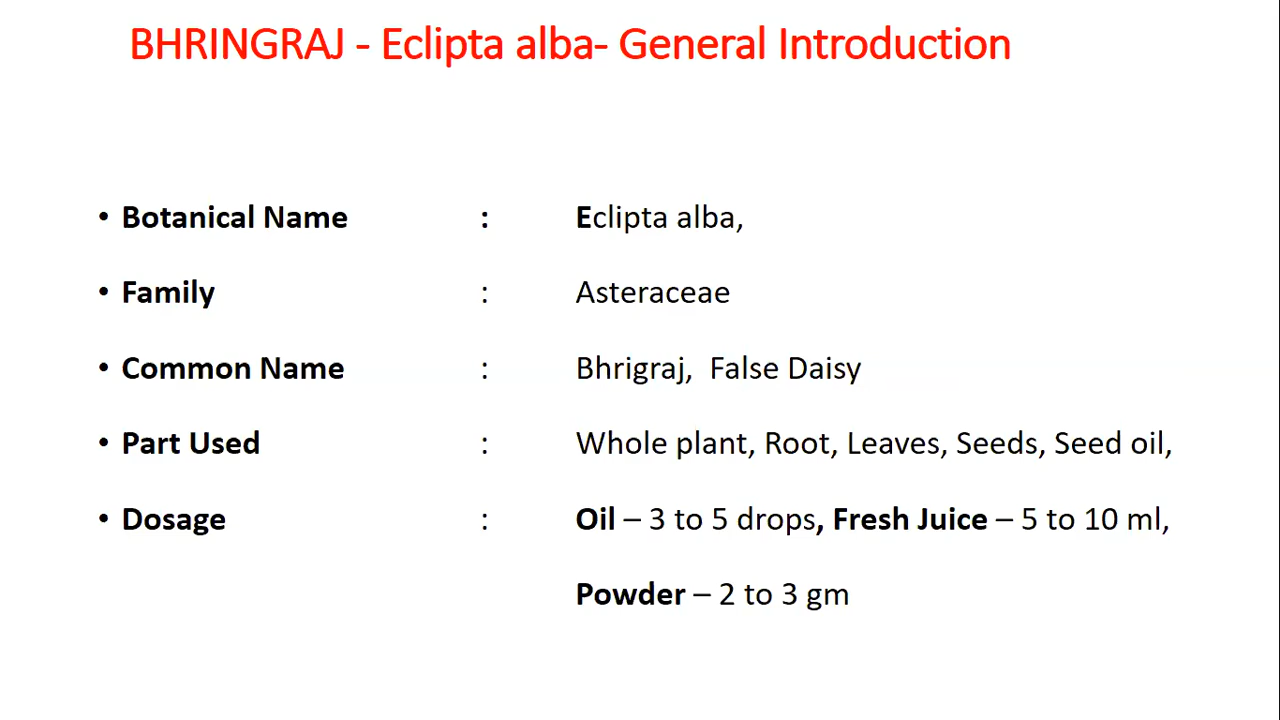 BHRINGRAJ - Eclipta alba- General Introduction
• Botanical Name : Eclipta alba,
• Family : Asteraceae
• Common Name : Bhrigraj, False Daisy
• Part Used : Whole plant, Root, Leaves, Seeds, Seed oil,
• Dosage : Oil – 3 to 5 drops, Fresh Juice – 5 to 10 ml,
Powder – 2 to 3 gm